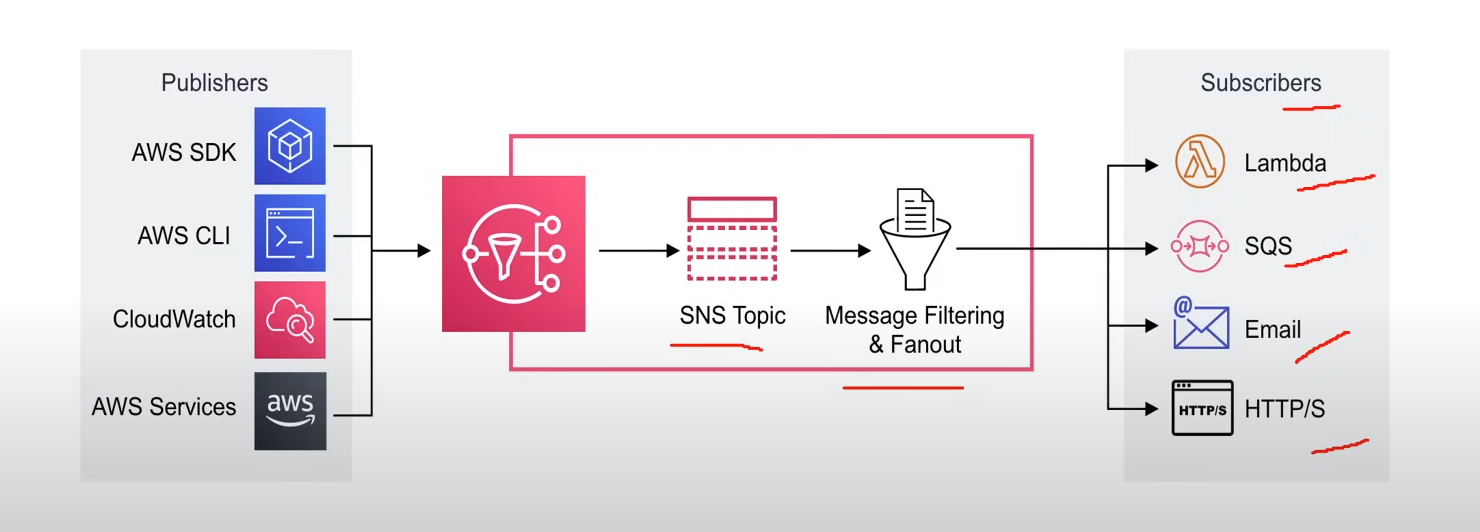 Publishers
AWS SDK
AWS CLI
CloudWatch
AWS Services
aws
SNS Topic
Message Filtering
& Fanout
Subscribers
Lambda
SQS
@
Email
HTTP/S
HTTP/S